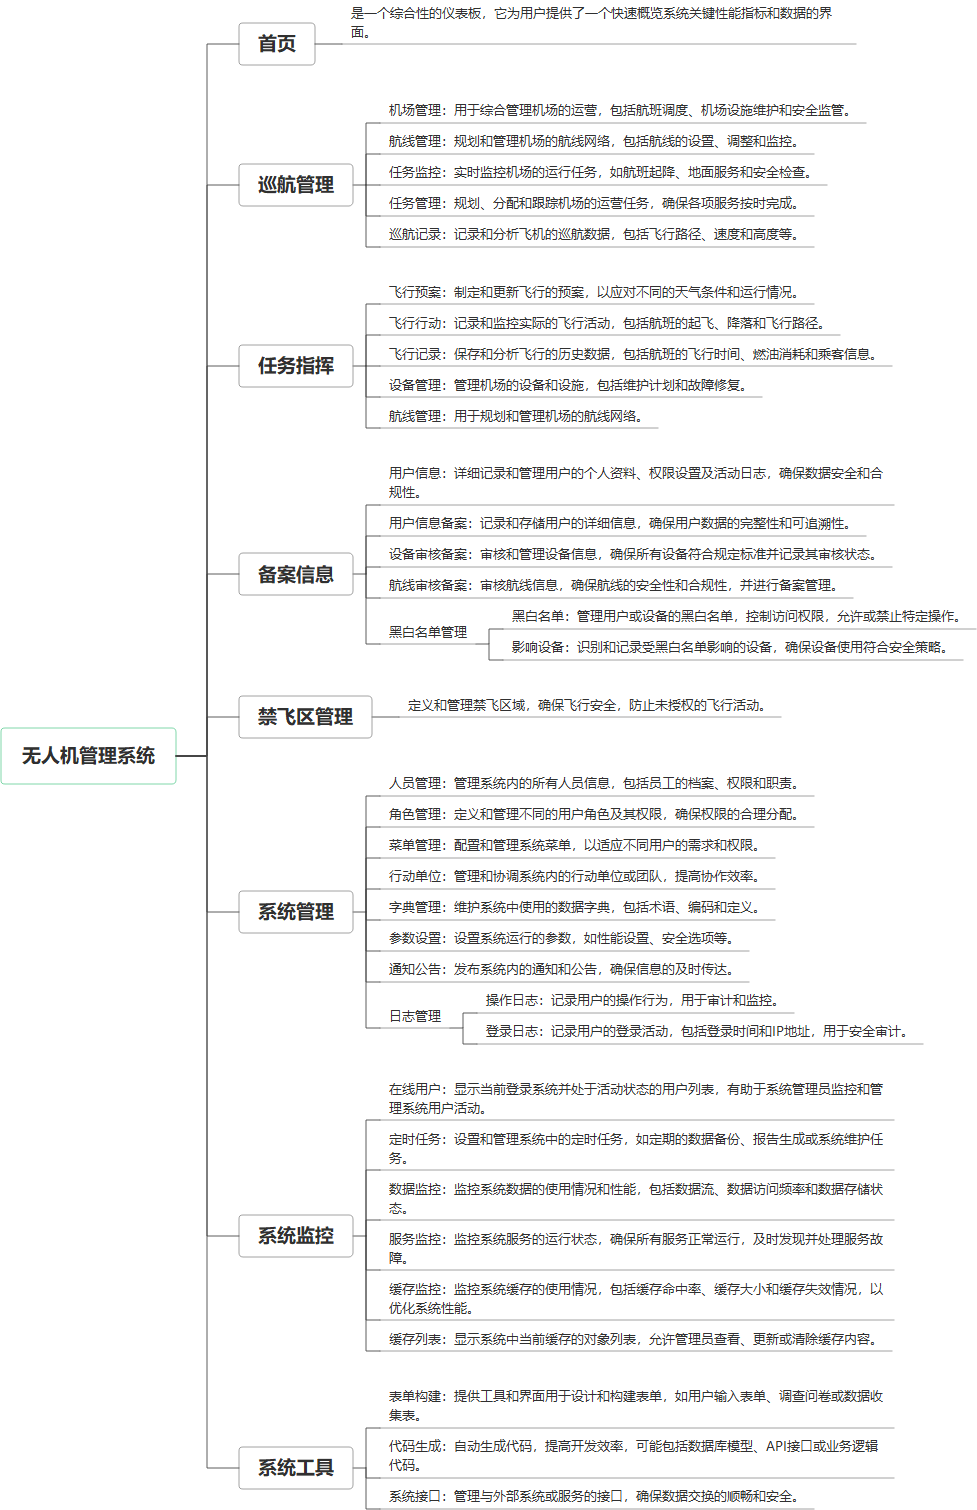 是一个综合性的仪表板，它为用户提供了一个快速概览系统关键性能指标和数据的界
面。
首页
机场管理：用于综合管理机场的运营，包括航班调度、机场设施维护和安全监管。
航线管理：规划和管理机场的航线网络，包括航线的设置、调整和监控。
任务监控：实时监控机场的运行任务，如航班起降、地面服务和安全检查。
巡航管理
任务管理：规划、分配和跟踪机场的运营任务，确保各项服务按时完成。
巡航记录：记录和分析飞机的巡航数据，包括飞行路径、速度和高度等。
飞行预案：制定和更新飞行的预案，以应对不同的天气条件和运行情况。
飞行行动：记录和监控实际的飞行活动，包括航班的起飞、降落和飞行路径。
飞行记录：保存和分析飞行的历史数据，包括航班的飞行时间、燃油消耗和乘客信息。
任务指挥
设备管理：管理机场的设备和设施，包括维护计划和故障修复。
航线管理：用于规划和管理机场的航线网络。
用户信息：详细记录和管理用户的个人资料、权限设置及活动日志，确保数据安全和合
规性。
用户信息备案：记录和存储用户的详细信息，确保用户数据的完整性和可追溯性。
设备审核备案：审核和管理设备信息，确保所有设备符合规定标准并记录其审核状态。
备案信息
航线审核备案：审核航线信息，确保航线的安全性和合规性，并进行备案管理。
黑白名单管理
黑白名单：管理用户或设备的黑白名单，控制访问权限，允许或禁止特定操作。
影响设备：识别和记录受黑白名单影响的设备，确保设备使用符合安全策略。
禁飞区管理
定义和管理禁飞区域，确保飞行安全，防止未授权的飞行活动。
无人机管理系统
人员管理：管理系统内的所有人员信息，包括员工的档案、权限和职责。
角色管理：定义和管理不同的用户角色及其权限，确保权限的合理分配。
菜单管理：配置和管理系统菜单，以适应不同用户的需求和权限。
行动单位：管理和协调系统内的行动单位或团队，提高协作效率。
系统管理
字典管理：维护系统中使用的数据字典，包括术语、编码和定义。
参数设置：设置系统运行的参数，如性能设置、安全选项等。
通知公告：发布系统内的通知和公告，确保信息的及时传达。
日志管理
操作日志：记录用户的操作行为，用于审计和监控。
登录日志：记录用户的登录活动，包括登录时间和IP地址，用于安全审计。
在线用户：显示当前登录系统并处于活动状态的用户列表，有助于系统管理员监控和管
理系统用户活动。
定时任务：设置和管理系统中的定时任务，如定期的数据备份、报告生成或系统维护任
务。
数据监控：监控系统数据的使用情况和性能，包括数据流、数据访问频率和数据存储状
态。
系统监控
服务监控：监控系统服务的运行状态，确保所有服务正常运行，及时发现并处理服务故
障。
缓存监控：监控系统缓存的使用情况，包括缓存命中率、缓存大小和缓存失效情况，以
优化系统性能。
缓存列表：显示系统中当前缓存的对象列表，允许管理员查看、更新或清除缓存内容。
表单构建：提供工具和界面用于设计和构建表单，如用户输入表单、调查问卷或数据收
集表。
代码生成：自动生成代码，提高开发效率，可能包括数据库模型、API接口或业务逻辑
代码。
系统工具
系统接口：管理与外部系统或服务的接口，确保数据交换的顺畅和安全。